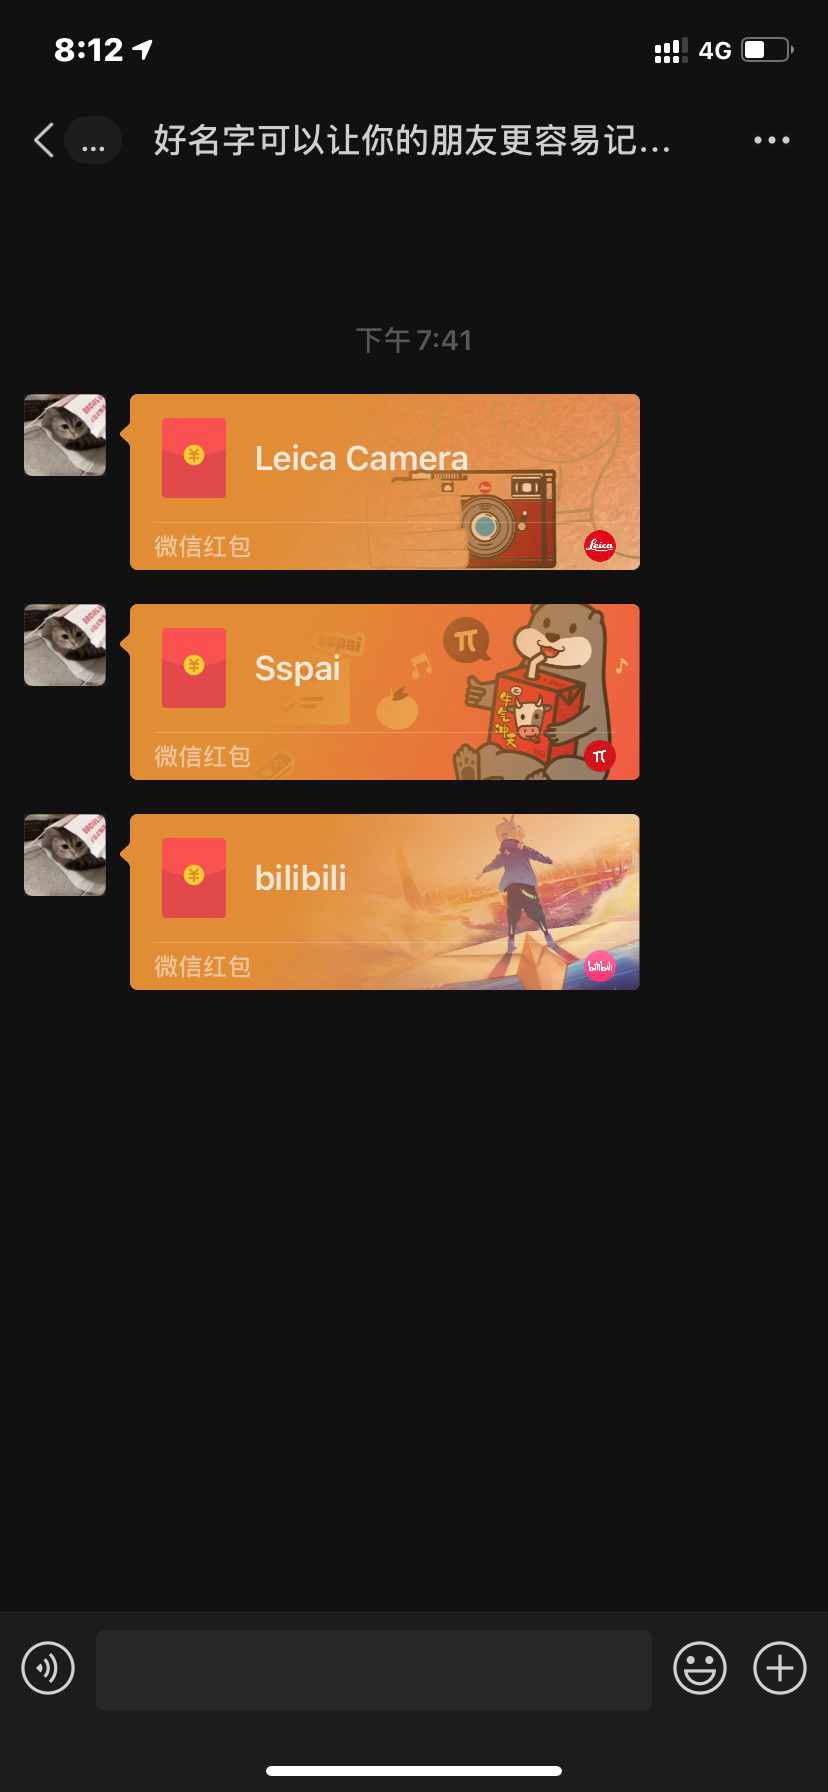 8:12
4G
...
好名字可以让你的朋友更容易记...
下午 7:41
Leica Camera
Leica
微信红包
sspai
Sspai
牛气冲天
微信红包
bilibili
微信红包
bilibili